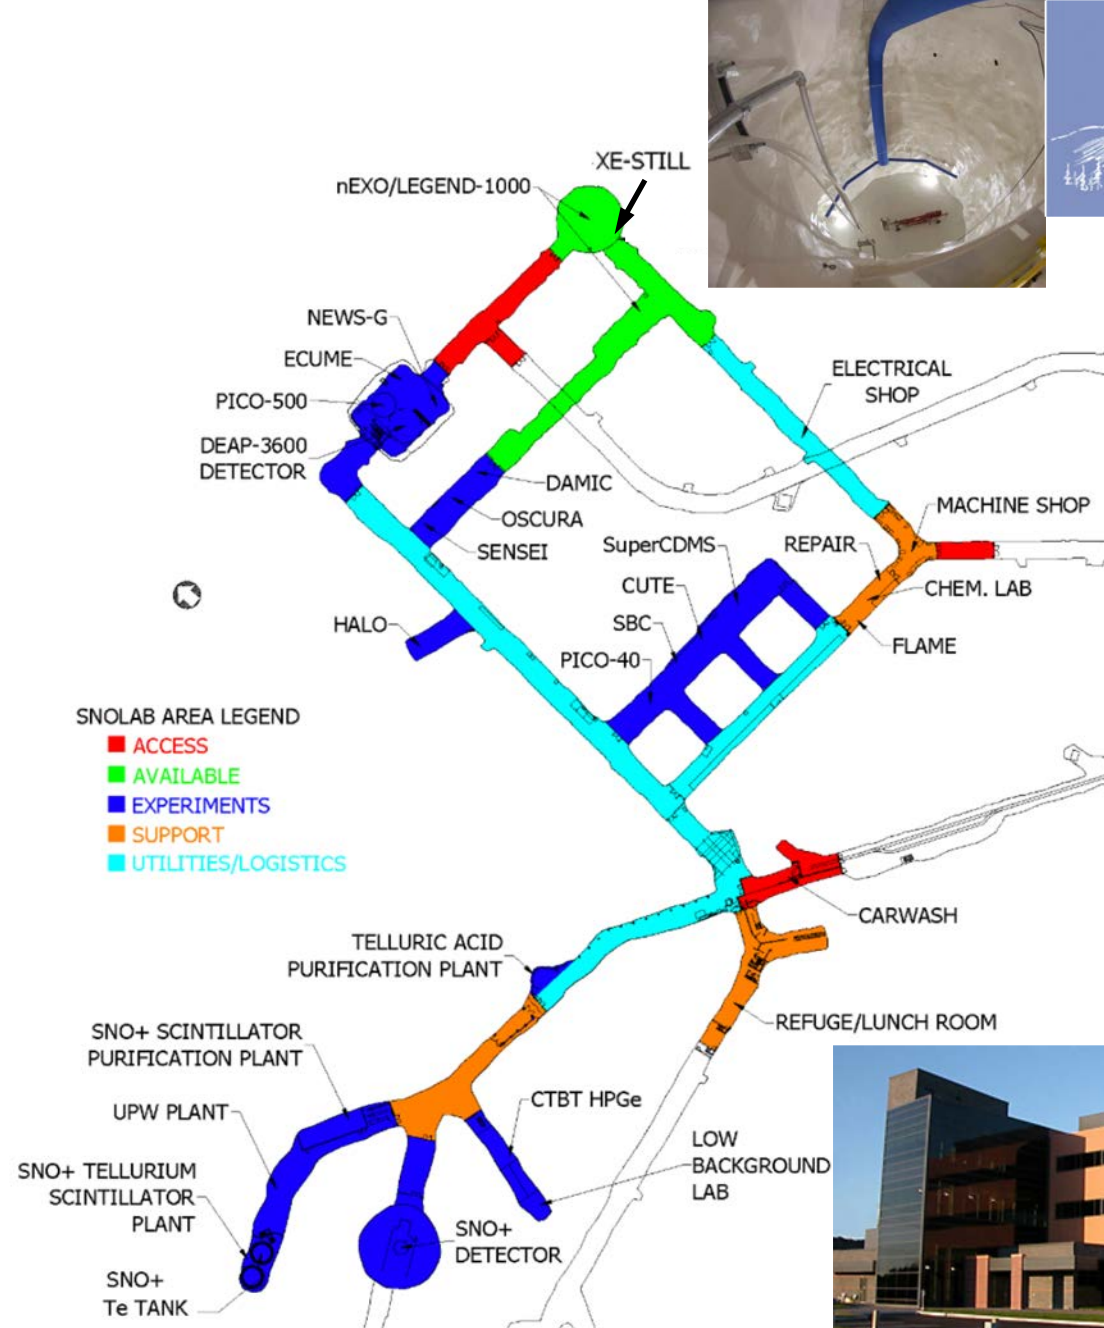 XE-STILL
nEXO/LEGEND-1000
NEWS-G
ECUME
PICO-500
DEAP-3600
DETECTOR
ELECTRICAL
SHOP
DAMIC
OSCURA
SENSEI
MACHINE SHOP
SuperCDMS
REPAIR
CUTE
CHEM. LAB
SBC
HALO
FLAME
PICO-40
SNOLAB AREA LEGEND
ACCESS
AVAILABLE
EXPERIMENTS
SUPPORT
UTILITIES/LOGISTICS
CARWASH
TELLURIC ACID
PURIFICATION PLANT
REFUGE/LUNCH ROOM
SNO+ SCINTILLATOR
PURIFICATION PLANT
CTBT HPGe
UPW PLANT
LOW
BACKGROUND
LAB
SNO+ TELLURIUM
SCINTILLATOR
PLANT
SNO+
DETECTOR
SNO+
Te TANK